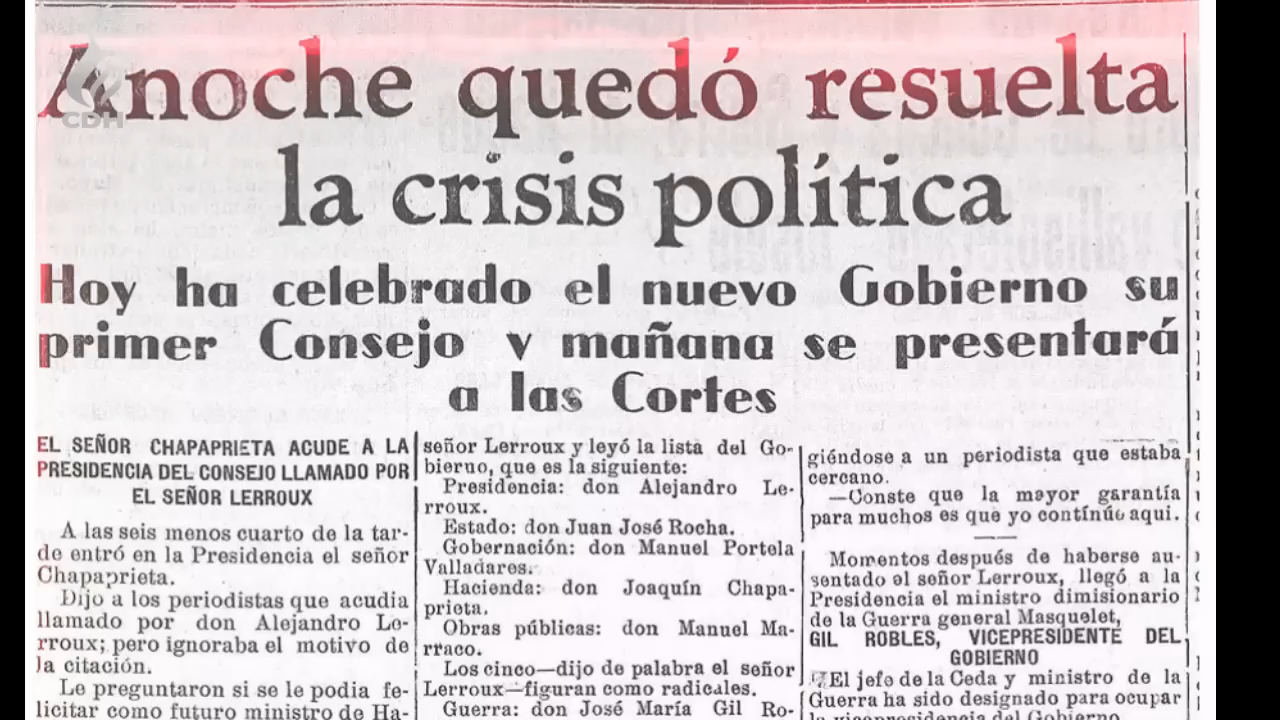 Anoche quedó resuelta
la crisis política
Hoy ha celebrado el nuevo Gobierno su
primer Consejo y mañana se presentará
a las Cortes
CDH
EL SEÑOR CHAPAPRIETA ACUDE A LA
PRESIDENCIA DEL CONSEJO LLAMADO POR
EL SEÑOR LERROUX
A las seis menos cuarto de la tar-
de entró en la Presidencia el señor
Chapaprieta.
Dijo a los periodistas que acudia
llamado por don Alejandro Le-
rroux; pero ignoraba el motivo de
la citación.
Le preguntaron si se le podia fe-
licitar como futuro ministro de Ha-
señor Lerroux y leyó la lista del Go-
bierno, que es la siguiente:
Presidencia: don Alejandro Le-
rroux.
Estado: don Juan José Rocha.
Gobernación: don Manuel Portela
Valladares.
Hacienda: don Joaquín Chapa-
prieta.
Obras públicas: don Manuel Ma-
rraco.
Los cinco—dijo de palabra el señor
Lerroux—figuran como radicales.
Guerra: don José María Gil Ro-
giéndose a un periodista que estaba
cercano.
—Conste que la mayor garantía
para muchos es que yo continúe aqui.
Momentos después de haberse au-
sentado el señor Lerroux, llegó a la
Presidencia el ministro dimisionario
de la Guerra general Masquelet,
GIL ROBLES, VICEPRESIDENTE DEL
GOBIERNO
El jefe de la Ceda y ministro de la
Guerra ha sido designado para ocupar
la vicepresidencia del Gobierno